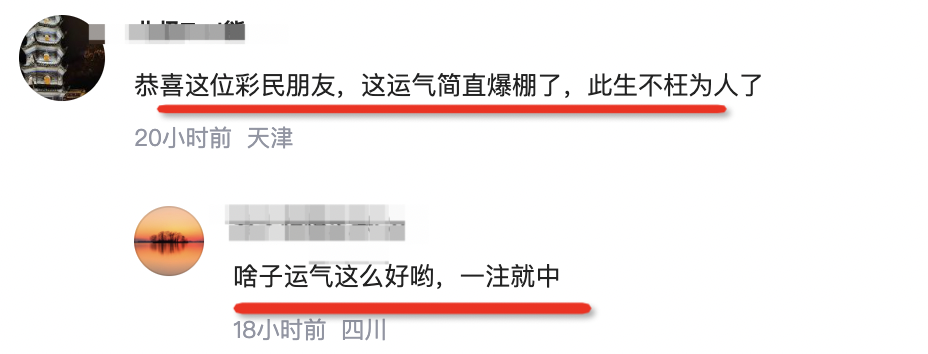 恭喜这位彩民朋友，这运气简直爆棚了，此生不枉为人了
20小时前 天津
啥子运气这么好哟，一注就中
18小时前 四川